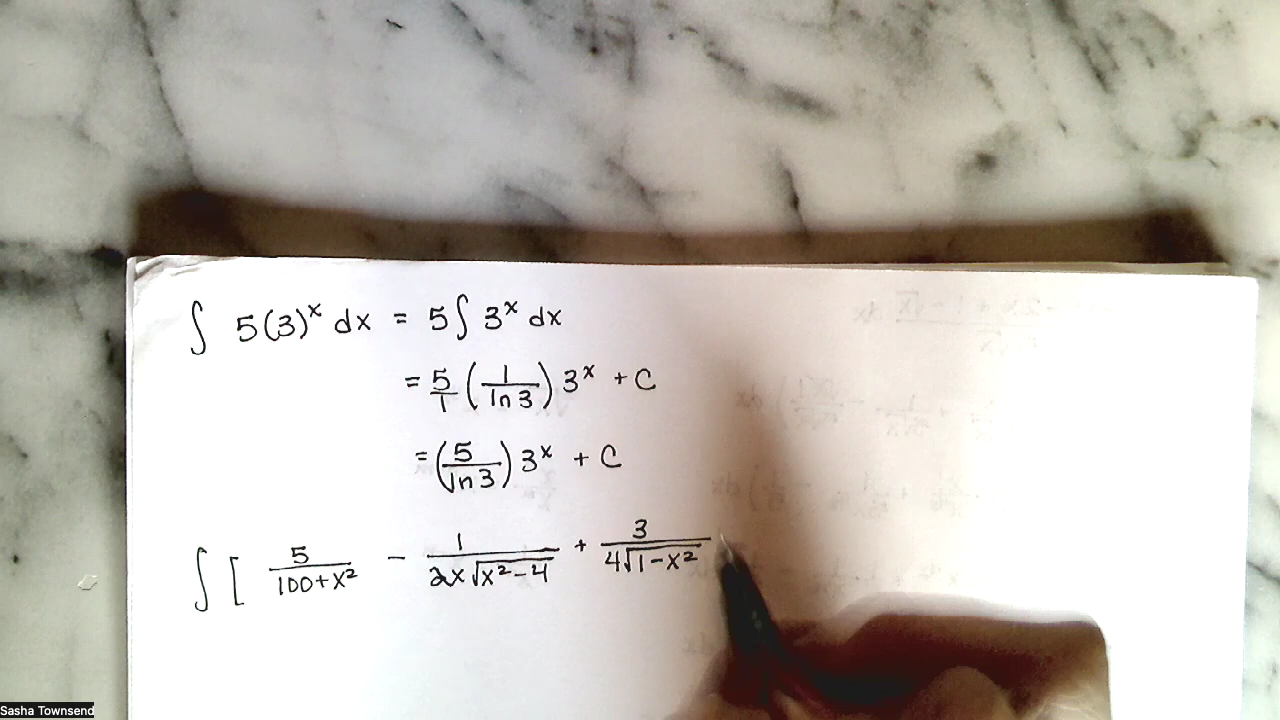 ∫ 5(3)^x dx = 5∫ 3^x dx
= 5/1 (1/ln 3) 3^x + C
= (5/ln 3) 3^x + C
∫ [ 5/(100+x²) - 1/(2x√(x²-4)) + 3/(4√(1-x²))
Sasha Townsend